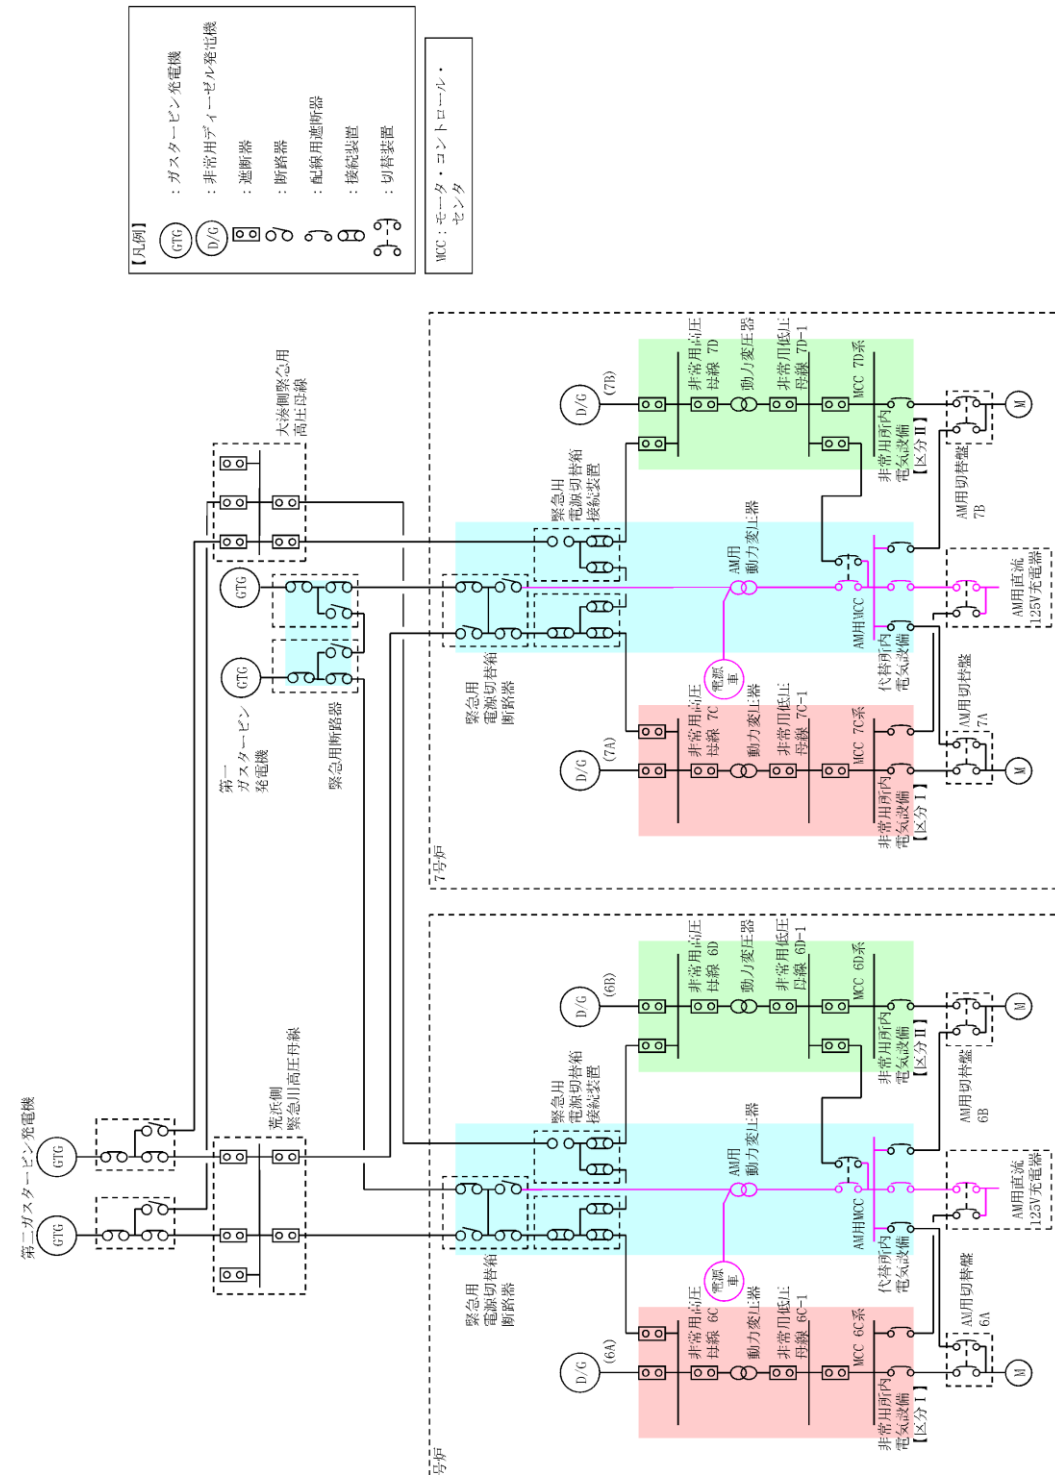 【凡例】
GTG
：ガスタービン発電機
D/G
：非常用ディーゼル発電機
：遮断器
：断路器
：配線用遮断器
：接続装置
：切替装置
MCC：モータ・コントロール・
センタ
第二ガスタービン発電機
GTG
GTG
荒浜側
緊急用高圧母線
第一
ガスタービン
発電機
GTG
GTG
緊急用断路器
大湊側緊急用
高圧母線
7号炉
緊急用
電源切替箱
断路器
緊急用
電源切替箱
接続装置
D/G
(7A)
D/G
(7B)
非常用高圧
母線 7C
動力変圧器
非常用低圧
母線 7C-1
MCC 7C系
非常用所内
電気設備
【区分Ⅰ】
電源
車
AM用
動力変圧器
AM用MCC
代替所内
電気設備
非常用高圧
母線 7D
動力変圧器
非常用低圧
母線 7D-1
MCC 7D系
非常用所内
電気設備
【区分Ⅱ】
AM用切替盤
7A
AM用直流
125V充電器
AM用切替盤
7B
M
M
号炉
緊急用
電源切替箱
断路器
緊急用
電源切替箱
接続装置
D/G
(6A)
D/G
(6B)
非常用高圧
母線 6C
動力変圧器
非常用低圧
母線 6C-1
MCC 6C系
非常用所内
電気設備
【区分Ⅰ】
電源
車
AM用
動力変圧器
AM用MCC
代替所内
電気設備
非常用高圧
母線 6D
動力変圧器
非常用低圧
母線 6D-1
MCC 6D系
非常用所内
電気設備
【区分Ⅱ】
AM用切替盤
6A
AM用直流
125V充電器
AM用切替盤
6B
M
M